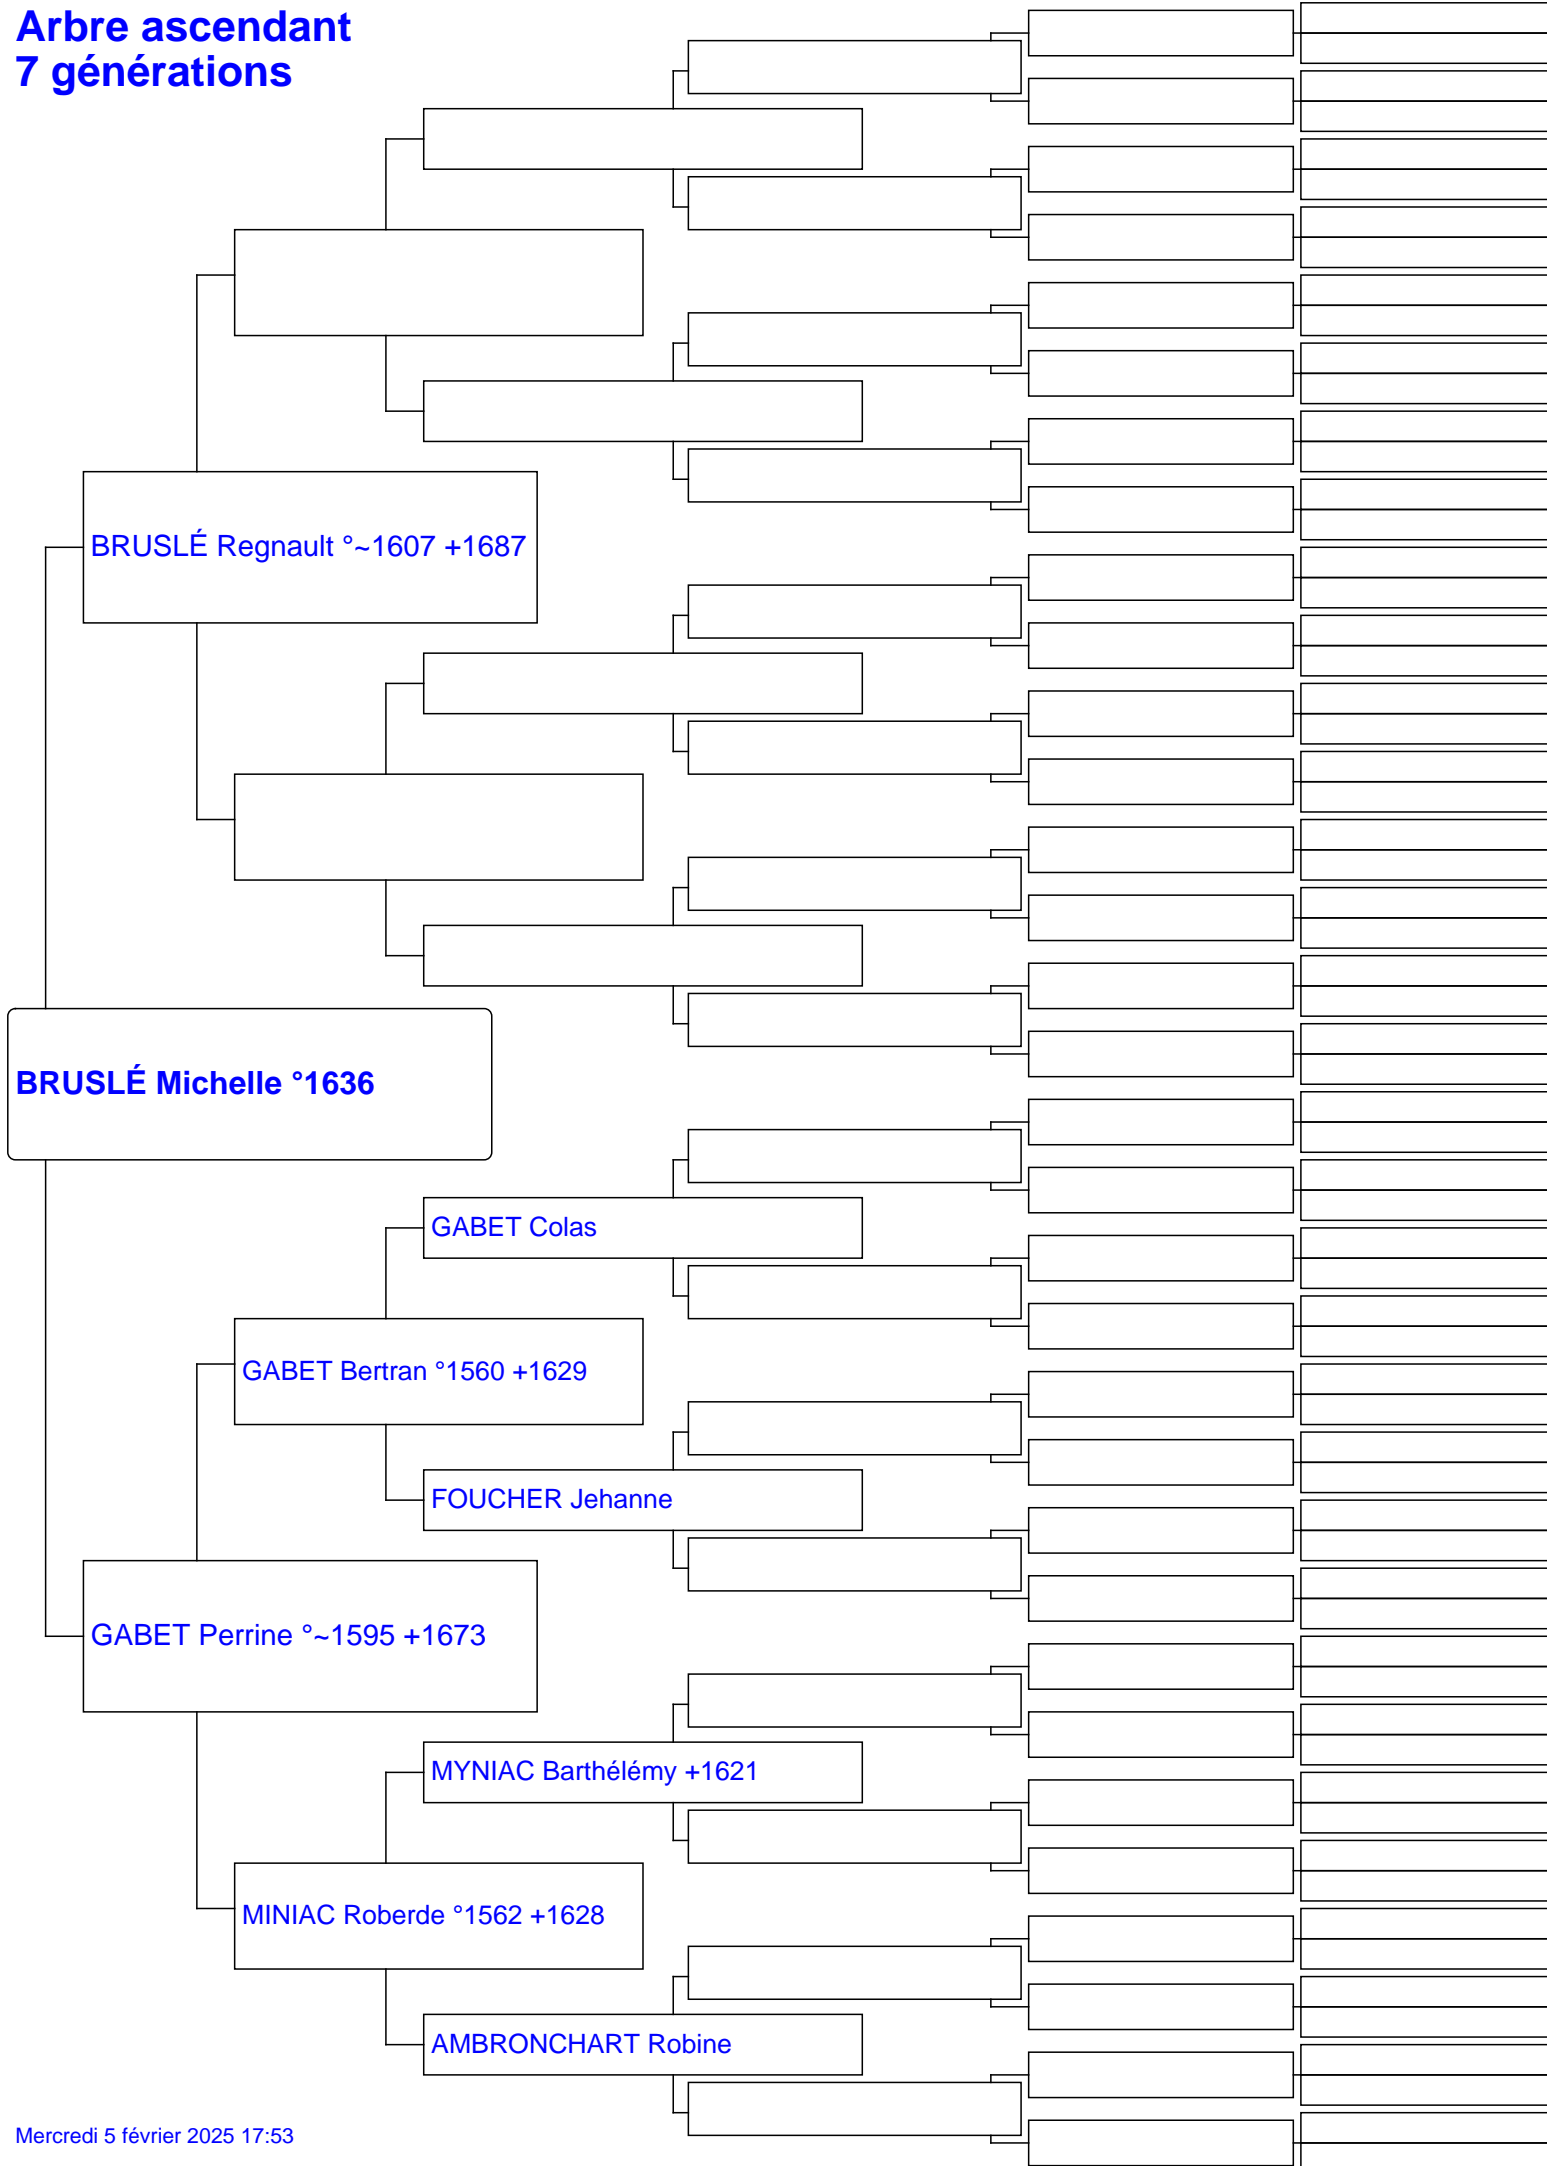 Arbre ascendant
7 générations
BRUSLÉ Regnault °~1607 +1687
BRUSLÉ Michelle °1636
GABET Colas
GABET Bertran °1560 +1629
FOUCHER Jehanne
GABET Perrine °~1595 +1673
MYNIAC Barthélémy +1621
MINIAC Roberde °1562 +1628
AMBRONCHART Robine
Mercredi 5 février 2025 17:53